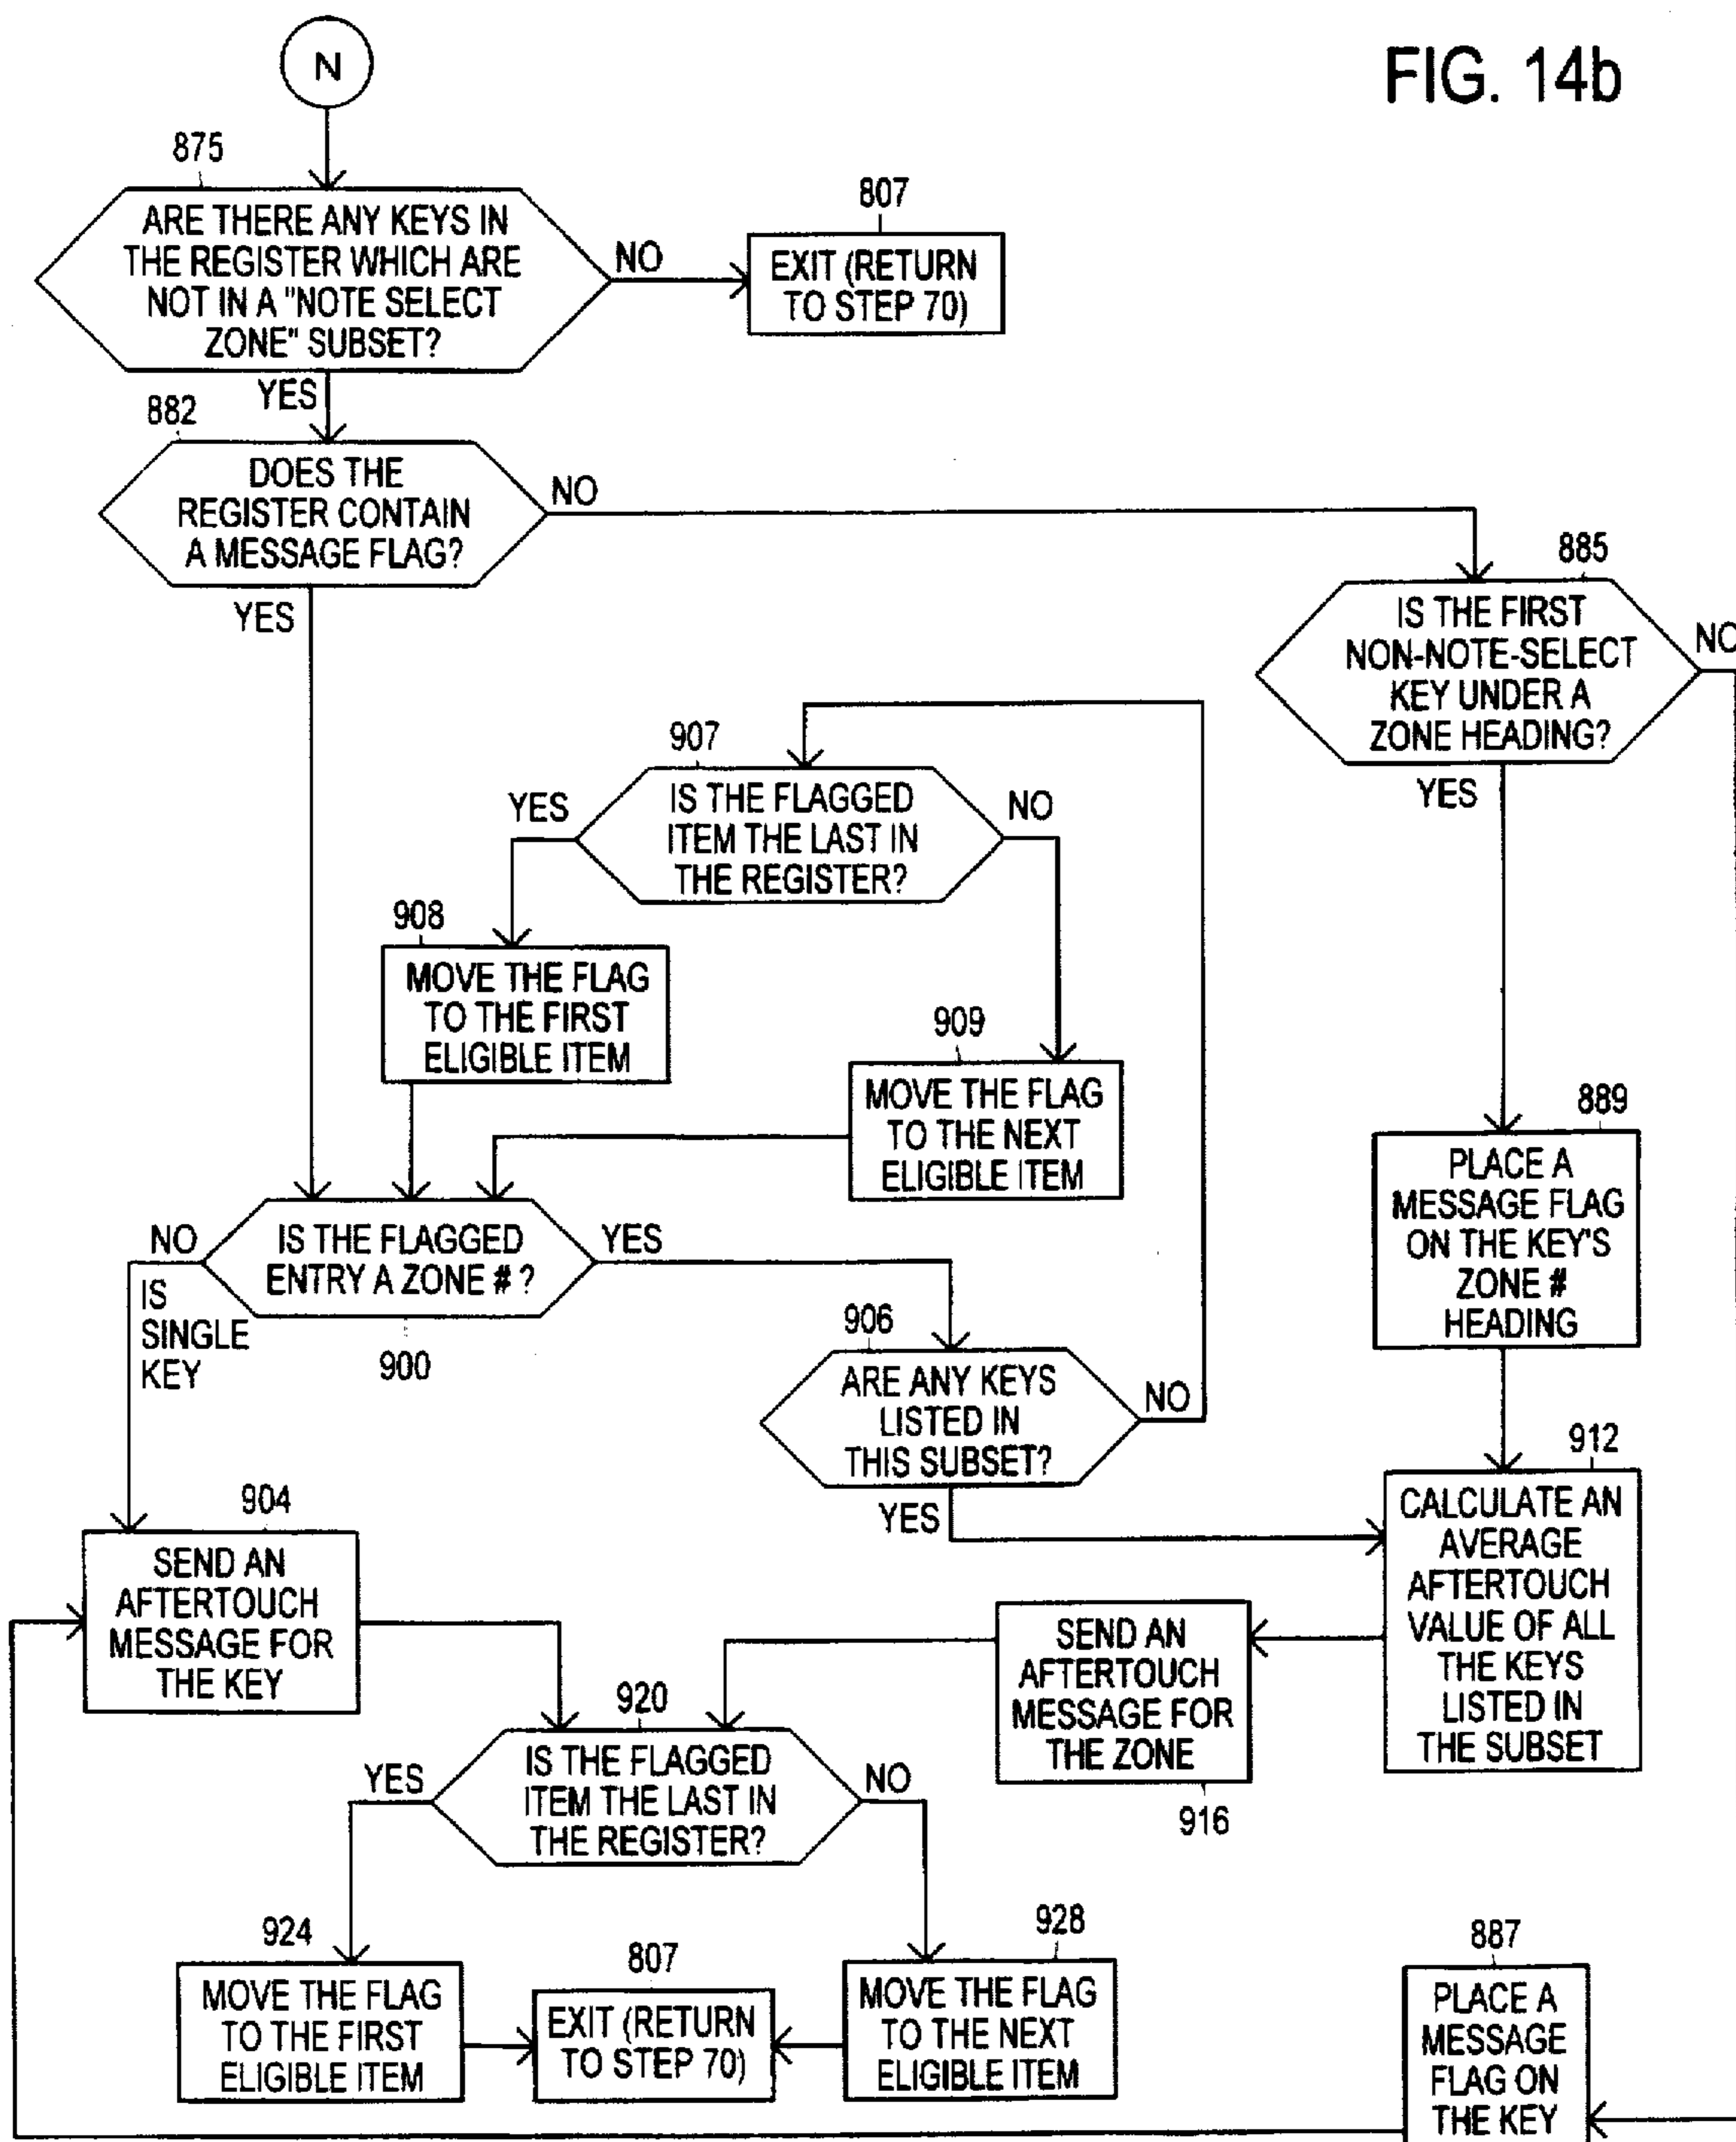 FIG. 14b
N
875
ARE THERE ANY KEYS IN
THE REGISTER WHICH ARE
NOT IN A "NOTE SELECT
ZONE" SUBSET?
NO
807
EXIT (RETURN
TO STEP 70)
YES
882
DOES THE
REGISTER CONTAIN
A MESSAGE FLAG?
NO
YES
885
IS THE FIRST
NON-NOTE-SELECT
KEY UNDER A
ZONE HEADING?
NO
YES
907
IS THE FLAGGED
ITEM THE LAST IN
THE REGISTER?
YES
NO
908
MOVE THE FLAG
TO THE FIRST
ELIGIBLE ITEM
909
MOVE THE FLAG
TO THE NEXT
ELIGIBLE ITEM
889
PLACE A
MESSAGE FLAG
ON THE KEY'S
ZONE #
HEADING
NO
IS
SINGLE
KEY
IS THE FLAGGED
ENTRY A ZONE # ?
YES
900
906
ARE ANY KEYS
LISTED IN
THIS SUBSET?
NO
YES
912
CALCULATE AN
AVERAGE
AFTERTOUCH
VALUE OF ALL
THE KEYS
LISTED IN
THE SUBSET
904
SEND AN
AFTERTOUCH
MESSAGE FOR
THE KEY
SEND AN
AFTERTOUCH
MESSAGE FOR
THE ZONE
916
920
IS THE FLAGGED
ITEM THE LAST IN
THE REGISTER?
YES
NO
924
MOVE THE FLAG
TO THE FIRST
ELIGIBLE ITEM
807
EXIT (RETURN
TO STEP 70)
928
MOVE THE FLAG
TO THE NEXT
ELIGIBLE ITEM
887
PLACE A
MESSAGE
FLAG ON
THE KEY